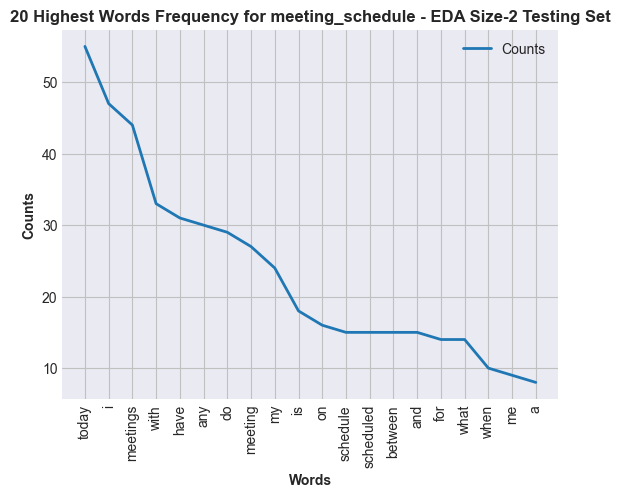 20 Highest Words Frequency for meeting_schedule - EDA Size-2 Testing Set
Counts
50
40
30
20
10
Counts
today
i
meetings
with
have
any
do
meeting
my
is
on
schedule
scheduled
between
and
for
what
when
me
a
Words